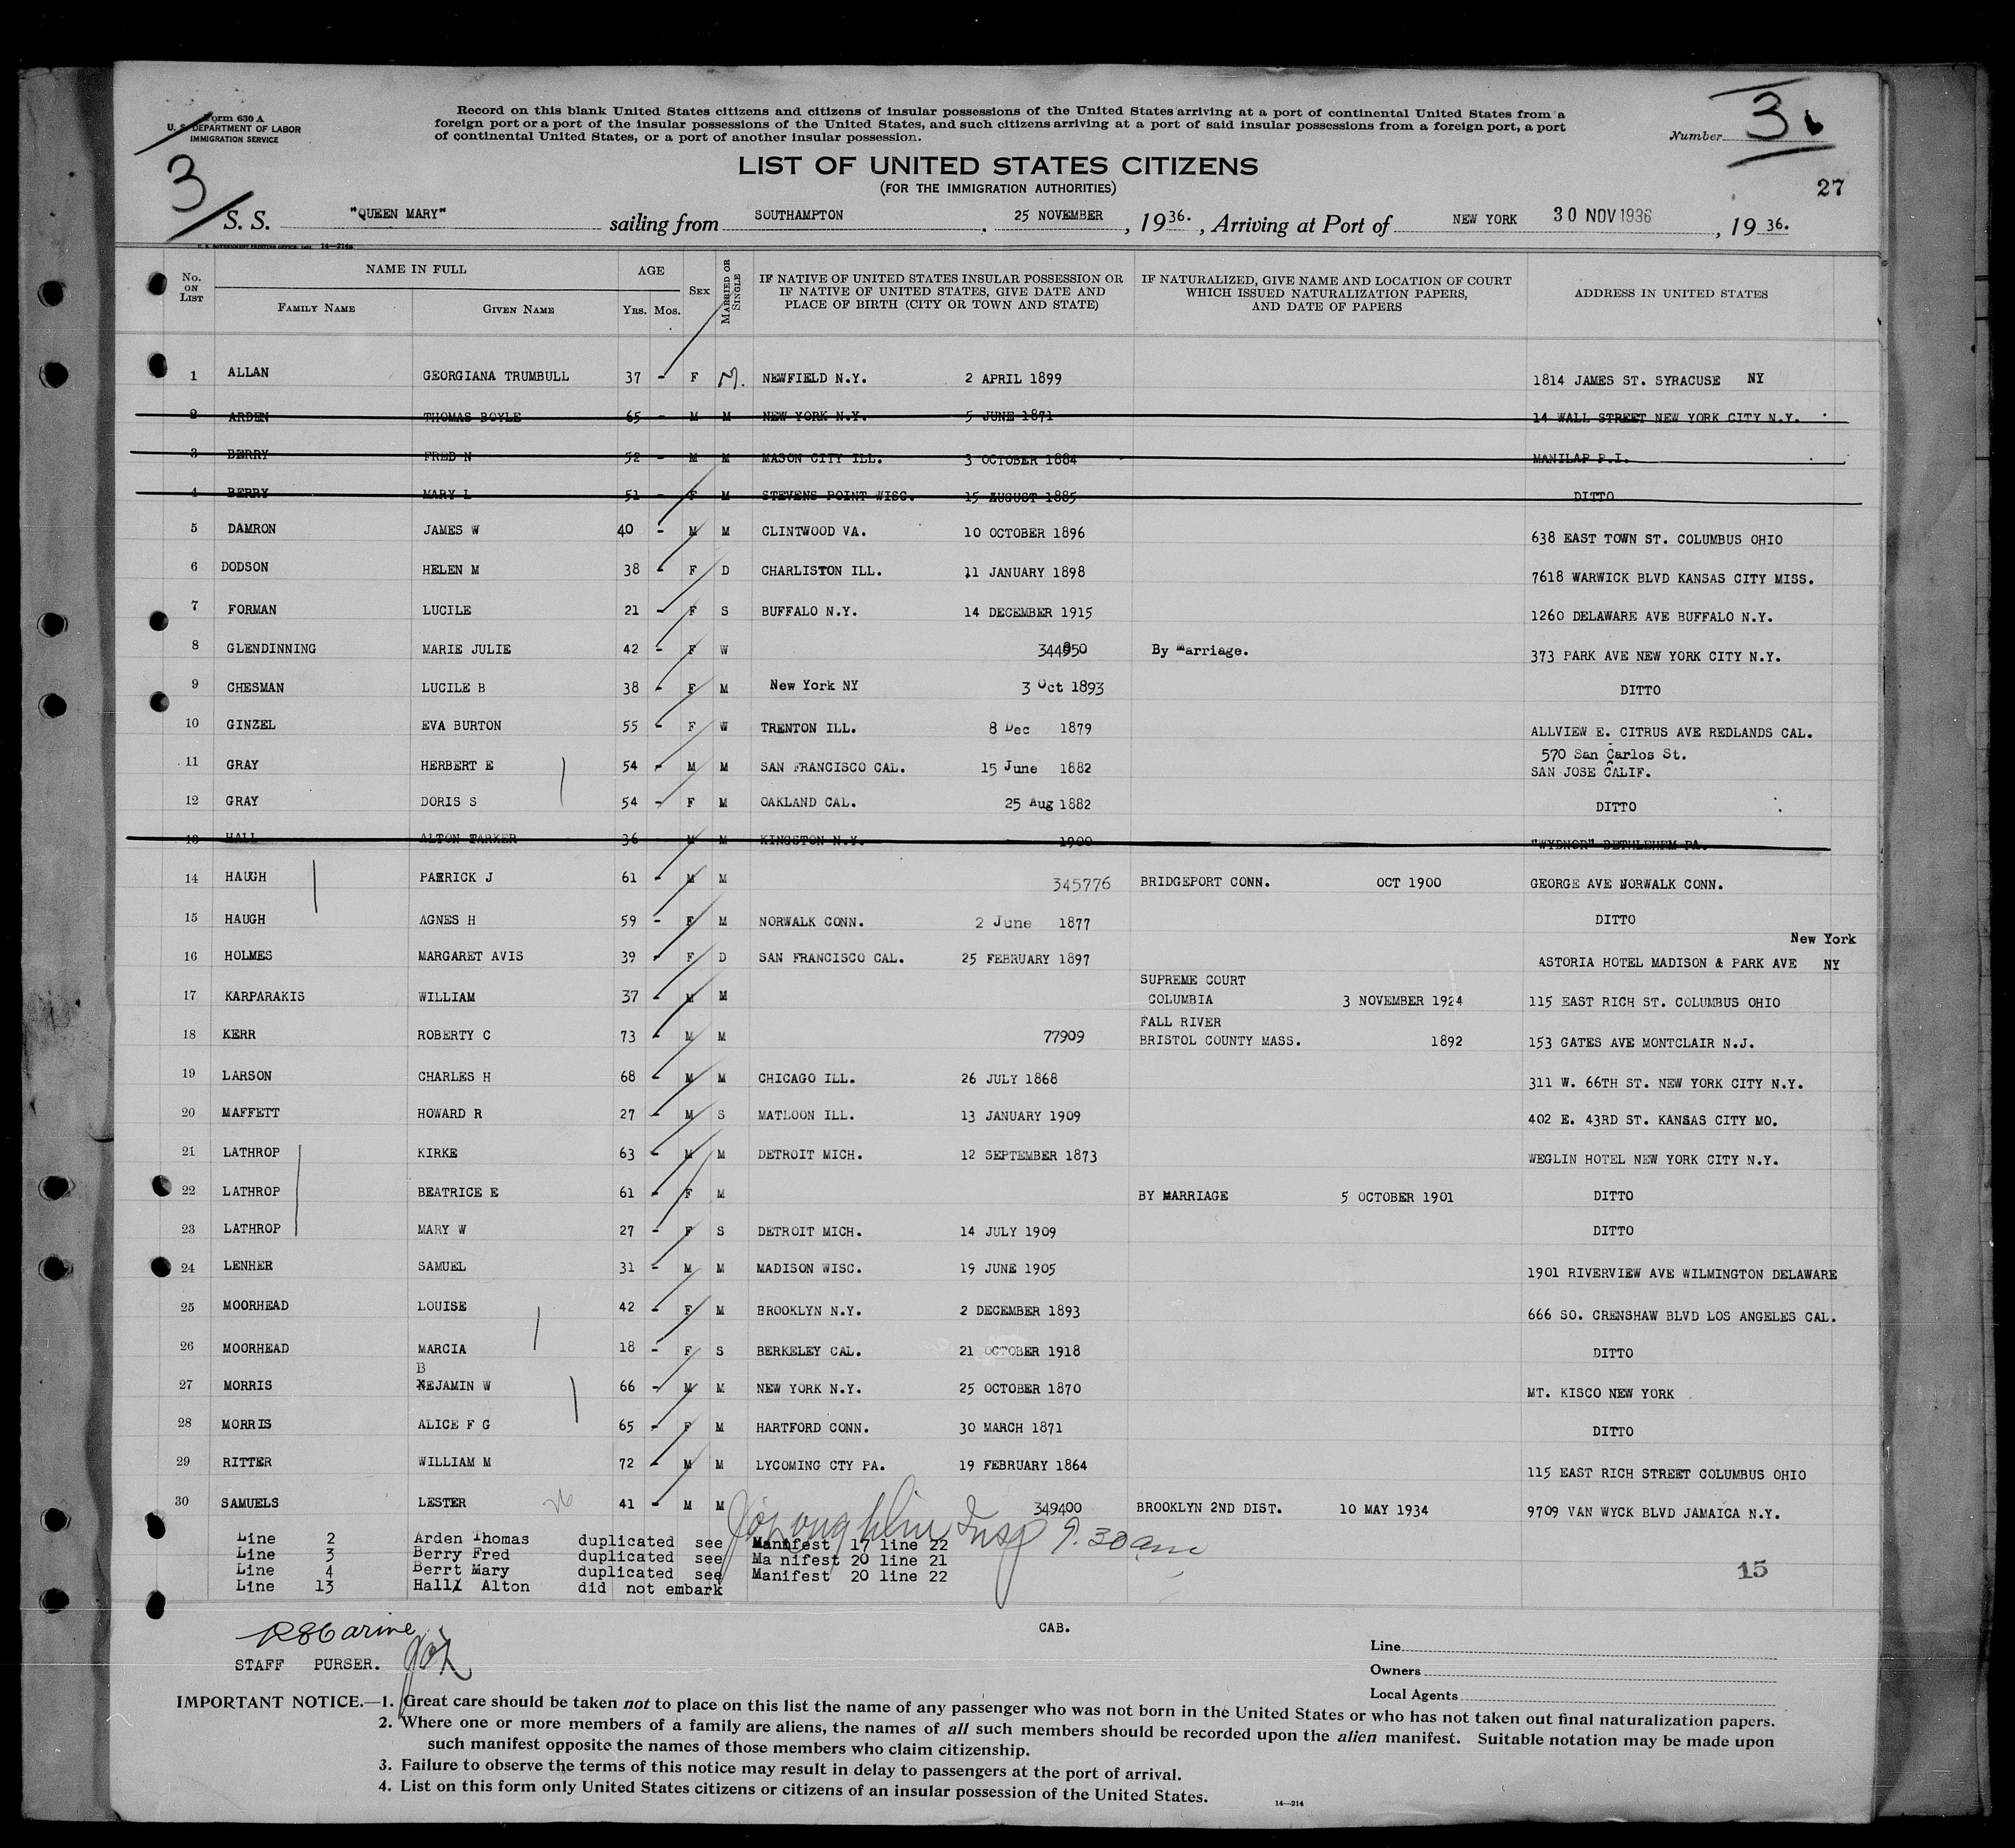 Form 630 A
U. S. DEPARTMENT OF LABOR
IMMIGRATION SERVICE
Record on this blank United States citizens and citizens of insular possessions of the United States arriving at a port of continental United States from a
foreign port or a port of the insular possessions of the United States, and such citizens arriving at a port of said insular possessions from a foreign port, a port
of continental United States, or a port of another insular possession.
Number 3
3
LIST OF UNITED STATES CITIZENS
(FOR THE IMMIGRATION AUTHORITIES)
27
S. S. "QUEEN MARY" sailing from SOUTHAMPTON . 25 NOVEMBER , 1936. , Arriving at Port of NEW YORK 30 NOV 1936 , 19 36.
No. ON LIST NAME IN FULL FAMILY NAME GIVEN NAME AGE Yrs. Mos. SEX MARRIED OR SINGLE IF NATIVE OF UNITED STATES INSULAR POSSESSION OR IF NATIVE OF UNITED STATES, GIVE DATE AND PLACE OF BIRTH (CITY OR TOWN AND STATE) IF NATURALIZED, GIVE NAME AND LOCATION OF COURT WHICH ISSUED NATURALIZATION PAPERS, AND DATE OF PAPERS ADDRESS IN UNITED STATES
1 ALLAN GEORGIANA TRUMBULL 37 - F M. NEWFIELD N.Y. 2 APRIL 1899 1814 JAMES ST. SYRACUSE NY
2 ARDEN THOMAS BOYLE 65 - M M NEW YORK N.Y. 5 JUNE 1871 14 WALL STREET NEW YORK CITY N.Y.
3 BERRY FRED N 52 - M M MASON CITY ILL. 3 OCTOBER 1884 MANILAP P.I.
4 BERRY MARY L 51 - F M STEVENS POINT WISC. 15 AUGUST 1885 DITTO
5 DAMRON JAMES W 40 - M M CLINTWOOD VA. 10 OCTOBER 1896 638 EAST TOWN ST. COLUMBUS OHIO
6 DODSON HELEN M 38 - F D CHARLISTON ILL. 11 JANUARY 1898 7618 WARWICK BLVD KANSAS CITY MISS.
7 FORMAN LUCILE 21 - F S BUFFALO N.Y. 14 DECEMBER 1915 1260 DELAWARE AVE BUFFALO N.Y.
8 GLENDINNING MARIE JULIE 42 - F W By marriage. 373 PARK AVE NEW YORK CITY N.Y.
9 CHESMAN LUCILE B 38 - F M New York NY 3 Oct 1893 DITTO
10 GINZEL EVA BURTON 55 - F W TRENTON ILL. 8 Dec 1879 ALLVIEW E. CITRUS AVE REDLANDS CAL.
11 GRAY HERBERT E 54 - M M SAN FRANCISCO CAL. 15 June 1882 570 San Carlos St.
SAN JOSE CALIF.
12 GRAY DORIS S 54 - F M OAKLAND CAL. 25 Aug 1882 DITTO
13 HALL ALTON PARKER 36 - M M KINGSTON N.Y. 1900 "WYDNOR" BETHLEHEM PA.
14 HAUGH PATRICK J 61 - M M 345776 BRIDGEPORT CONN. OCT 1900 GEORGE AVE NORWALK CONN.
15 HAUGH AGNES H 59 - F M NORWALK CONN. 2 June 1877 DITTO
New York
16 HOLMES MARGARET AVIS 39 - F D SAN FRANCISCO CAL. 25 FEBRUARY 1897 ASTORIA HOTEL MADISON & PARK AVE NY
SUPREME COURT
17 KARPARAKIS WILLIAM 37 - M M COLUMBIA 3 NOVEMBER 1924 115 EAST RICH ST. COLUMBUS OHIO
FALL RIVER
18 KERR ROBERTY C 73 - M M 77909 BRISTOL COUNTY MASS. 1892 153 GATES AVE MONTCLAIR N.J.
19 LARSON CHARLES H 68 - M M CHICAGO ILL. 26 JULY 1868 311 W. 66TH ST. NEW YORK CITY N.Y.
20 MAFFETT HOWARD R 27 - M S MATLOON ILL. 13 JANUARY 1909 402 E. 43RD ST. KANSAS CITY MO.
21 LATHROP KIRKE 63 - M M DETROIT MICH. 12 SEPTEMBER 1873 WEGLIN HOTEL NEW YORK CITY N.Y.
22 LATHROP BEATRICE E 61 - F M BY MARRIAGE 5 OCTOBER 1901 DITTO
23 LATHROP MARY W 27 - F S DETROIT MICH. 14 JULY 1909 DITTO
24 LENHER SAMUEL 31 - M M MADISON WISC. 19 JUNE 1905 1901 RIVERVIEW AVE WILMINGTON DELAWARE
25 MOORHEAD LOUISE 42 - F M BROOKLYN N.Y. 2 DECEMBER 1893 666 SO. CRENSHAW BLVD LOS ANGELES CAL.
26 MOORHEAD MARCIA 18 - F S BERKELEY CAL. 21 OCTOBER 1918 DITTO
27 MORRIS BEJAMIN W 66 - M M NEW YORK N.Y. 25 OCTOBER 1870 MT. KISCO NEW YORK
28 MORRIS ALICE F G 65 - F M HARTFORD CONN. 30 MARCH 1871 DITTO
29 RITTER WILLIAM M 72 - M M LYCOMING CTY PA. 19 FEBRUARY 1864 115 EAST RICH STREET COLUMBUS OHIO
30 SAMUELS LESTER 26 41 - M M 349400 BROOKLYN 2ND DIST. 10 MAY 1934 9709 VAN WYCK BLVD JAMAICA N.Y.
Insp 9.30am
Line 2 Arden Thomas duplicated see Manifest 17 line 22
Line 3 Berry Fred duplicated see Ma nifest 20 line 21
Line 4 Berrt Mary duplicated see Manifest 20 line 22
Line 13 Hall Alton did not embark
15
CAB.
STAFF PURSER.
Line
Owners
Local Agents
IMPORTANT NOTICE.—1. Great care should be taken not to place on this list the name of any passenger who was not born in the United States or who has not taken out final naturalization papers.
2. Where one or more members of a family are aliens, the names of all such members should be recorded upon the alien manifest. Suitable notation may be made upon
such manifest opposite the names of those members who claim citizenship.
3. Failure to observe the terms of this notice may result in delay to passengers at the port of arrival.
4. List on this form only United States citizens or citizens of an insular possession of the United States.
14—214